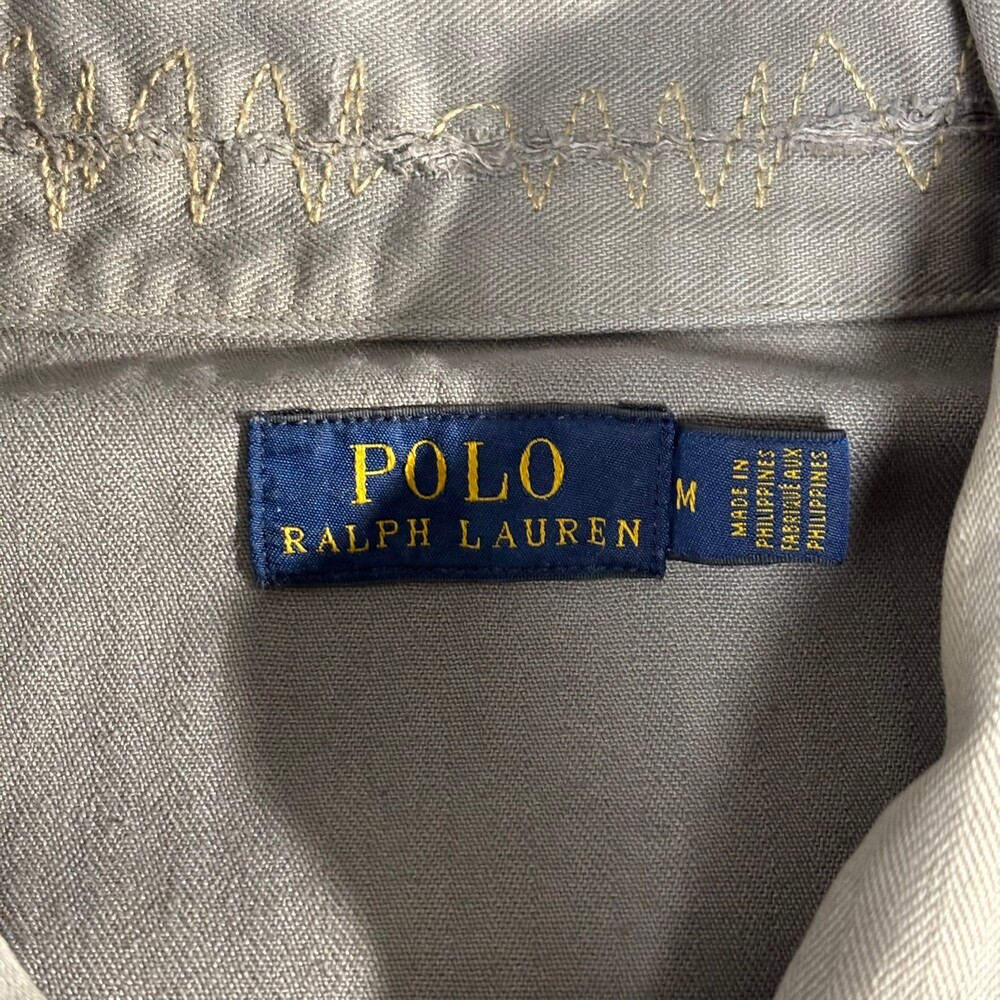 POLO
RALPH LAUREN
M
MADE IN
PHILIPPINES
FABRIQUÉ AUX
PHILIPPINES